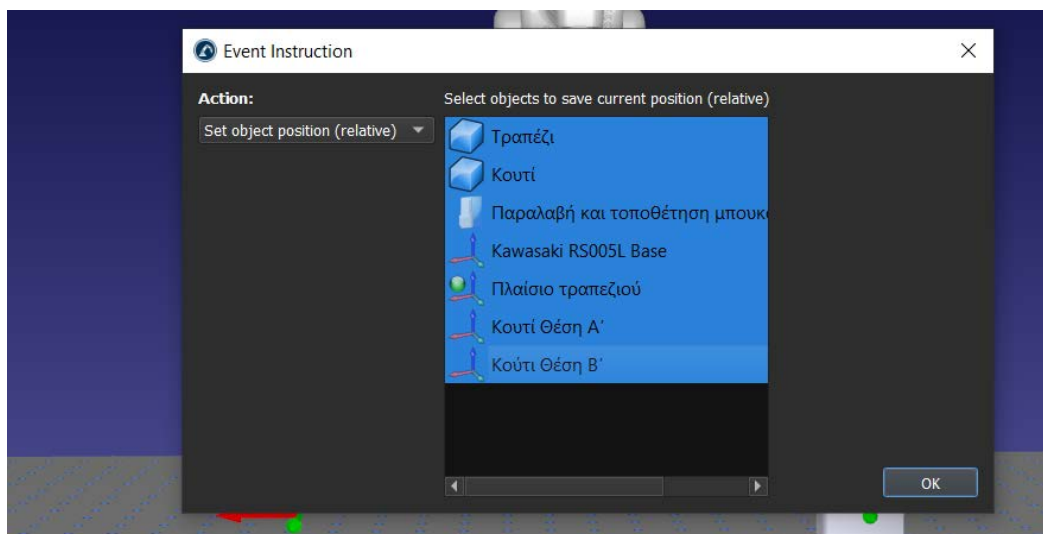 Event Instruction
Action:
Select objects to save current position (relative)
Set object position (relative)
Τραπέζι
Κουτί
Παραλαβή και τοποθέτηση
Kawasaki RS005L Base
Πλαίσιο τραπεζιού
Κουτί Θέση Α΄
Κούτι Θέση Β΄
OK